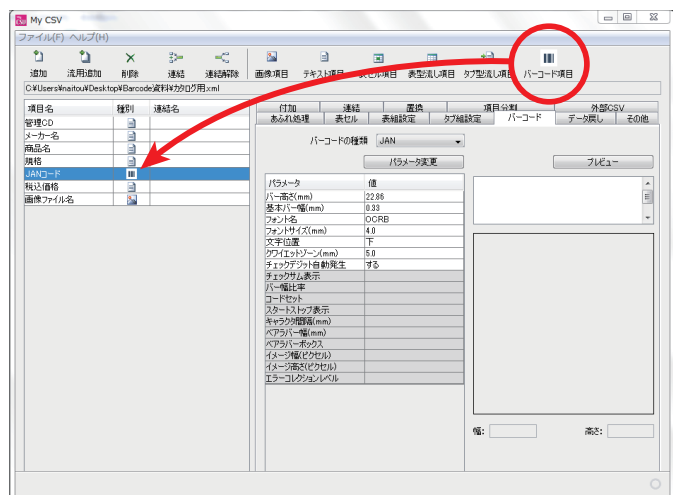 My CSV
ファイル(F) ヘルプ(H)
追加 流用追加 削除 連結 連結解除 画像項目 テキスト項目 表セル項目 表型流し項目 タブ型流し項目 バーコード項目
C:¥Users¥naitou¥Desktop¥Barcode資料¥カタログ用.xml
項目名 種別 連結名
管理CD
メーカー名
商品名
規格
JANコード
税込価格
画像ファイル名
付加 連結 置換 項目分割 外部CSV
あふれ処理 表セル 表組設定 タブ組設定 バーコード データ戻し その他
バーコードの種類 JAN
パラメータ変更 プレビュー
パラメータ 値
バー高さ(mm) 22.86
基本バー幅(mm) 0.33
フォント名 OCRB
フォントサイズ(mm) 4.0
文字位置 下
クワイエットゾーン(mm) 5.0
チェックデジット自動発生 する
チェックサム表示
バー幅比率
コードセット
スタートストップ表示
キャラクタ間隔(mm)
ベアラバー幅(mm)
ベアラバーボックス
イメージ幅(ピクセル)
イメージ高さ(ピクセル)
エラーコレクションレベル
幅: 高さ: